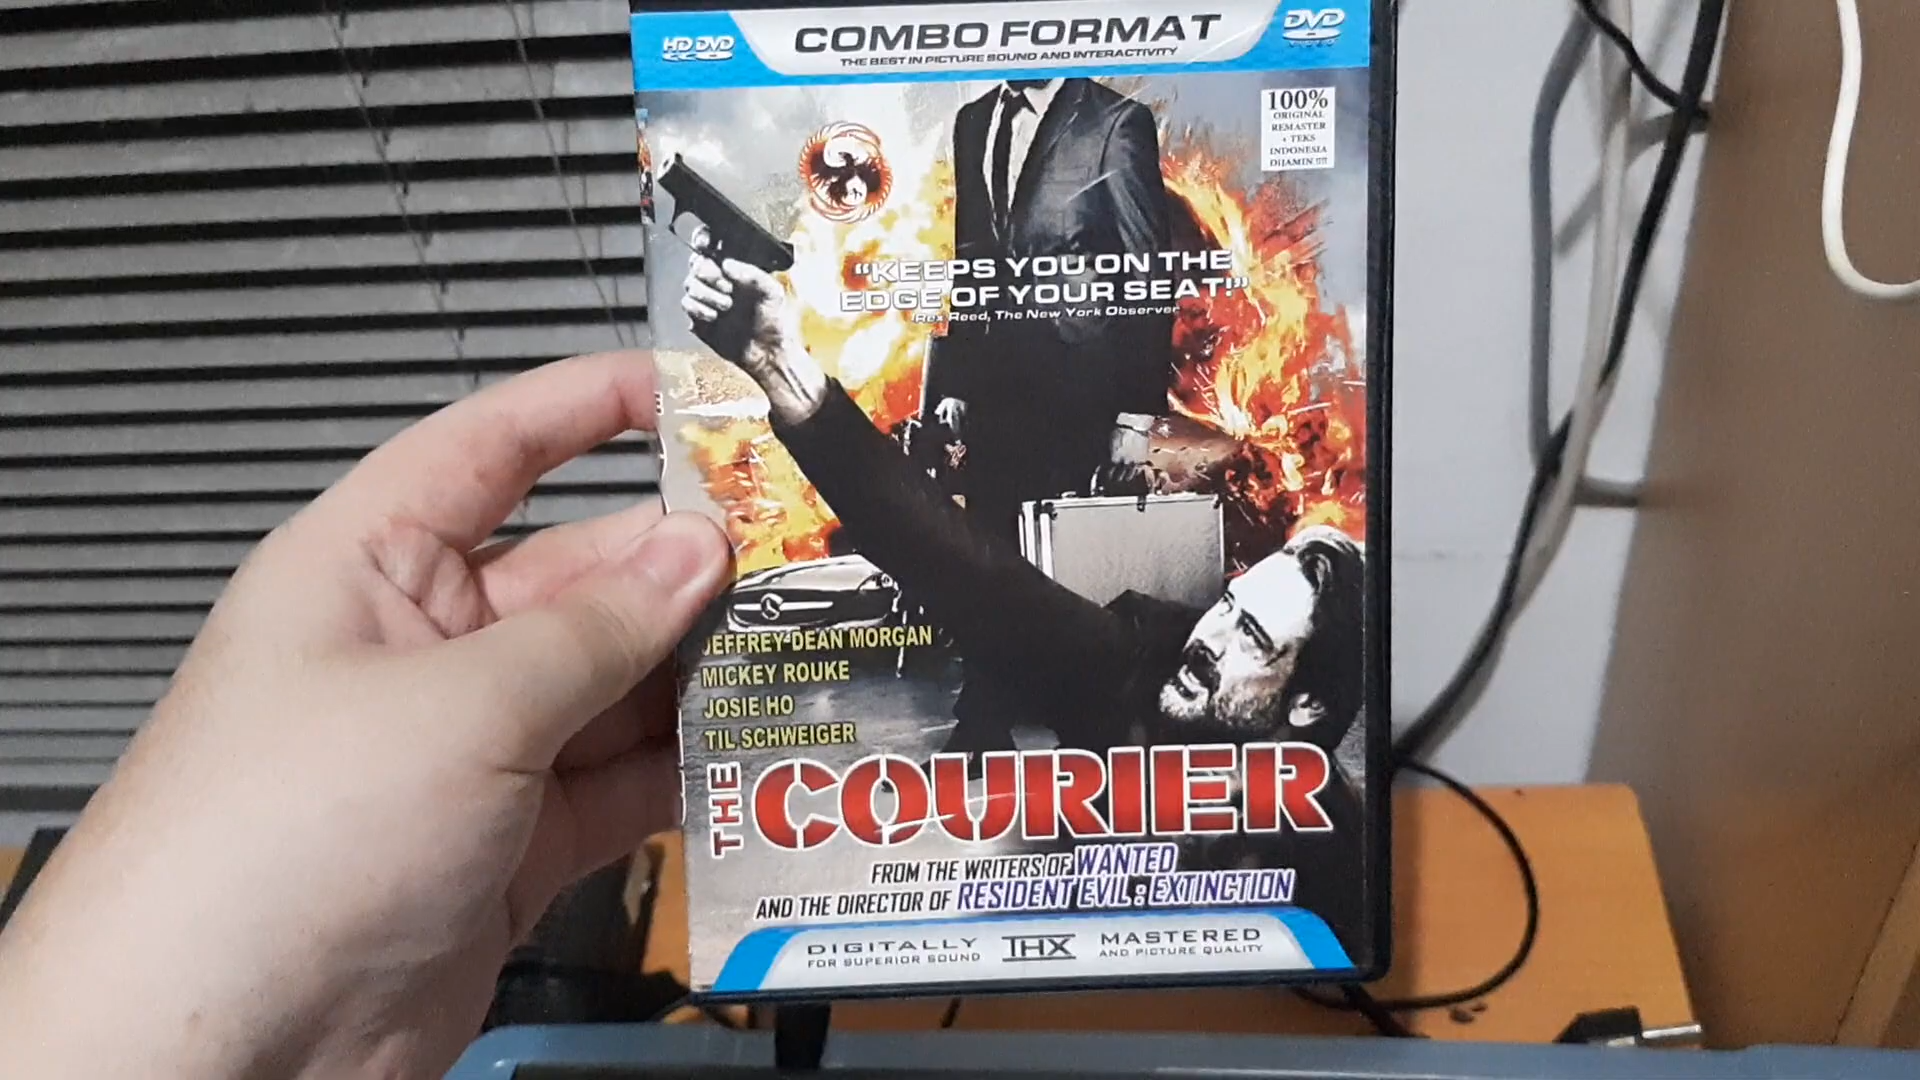 COMBO FORMAT
THE BEST IN PICTURE SOUND AND INTERACTIVITY
HD DVD
DVD
VIDEO
100%
ORIGINAL
REMASTER
+ TEKS
INDONESIA
DIJAMIN !!!
“KEEPS YOU ON THE
EDGE OF YOUR SEAT!”
Rex Reed, The New York Observer
JEFFREY DEAN MORGAN
MICKEY ROUKE
JOSIE HO
TIL SCHWEIGER
THE COURIER
FROM THE WRITERS OF WANTED
AND THE DIRECTOR OF RESIDENT EVIL : EXTINCTION
DIGITALLY THX MASTERED
FOR SUPERIOR SOUND AND PICTURE QUALITY